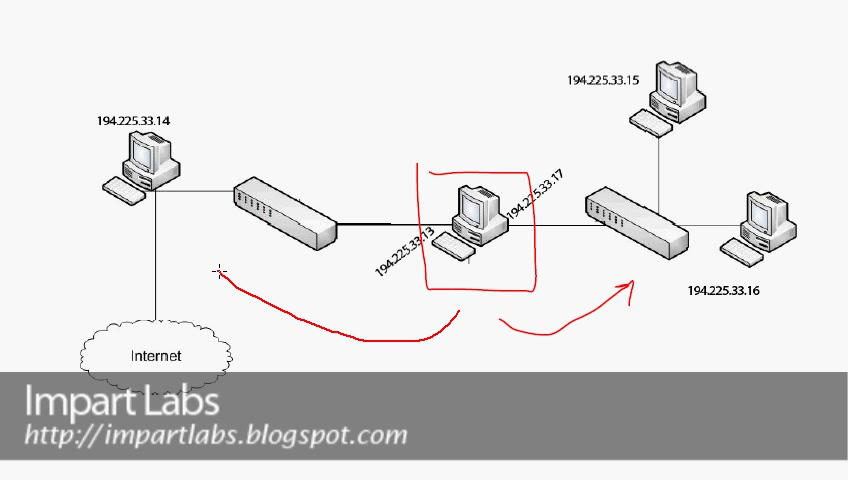 194.225.33.15
194.225.33.14
194.225.33.17
194.225.33.13
194.225.33.16
Internet
Impart Labs
http://impartlabs.blogspot.com